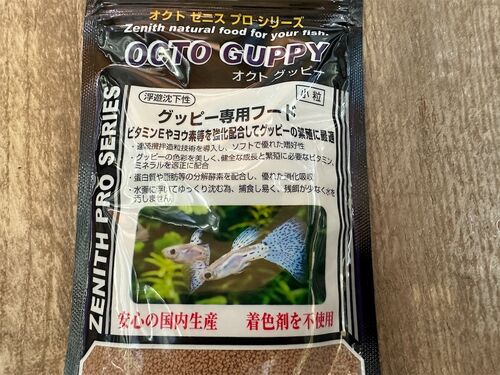 オクト ゼニス プロ シリーズ
Zenith natural food for your fish.
OCTO GUPPY
オクト グッピー
浮遊沈下性
小粒
グッピー専用フード
ビタミンEやヨウ素等を強化配合してグッピーの繁殖に最適
・連続撹拌造粒技術を導入し、ソフトで優れた嗜好性
・グッピーの色彩を美しく、健全な成長と繁殖に必要なビタミン、
ミネラルを適正に配合
・蛋白質や脂肪等の分解酵素を配合し、優れた消化吸収
・水面に浮いてゆっくり沈む為、捕食し易く、残餌が少なく水を
汚しません。
安心の国内生産 着色剤を不使用
ZENITH PRO SERIES